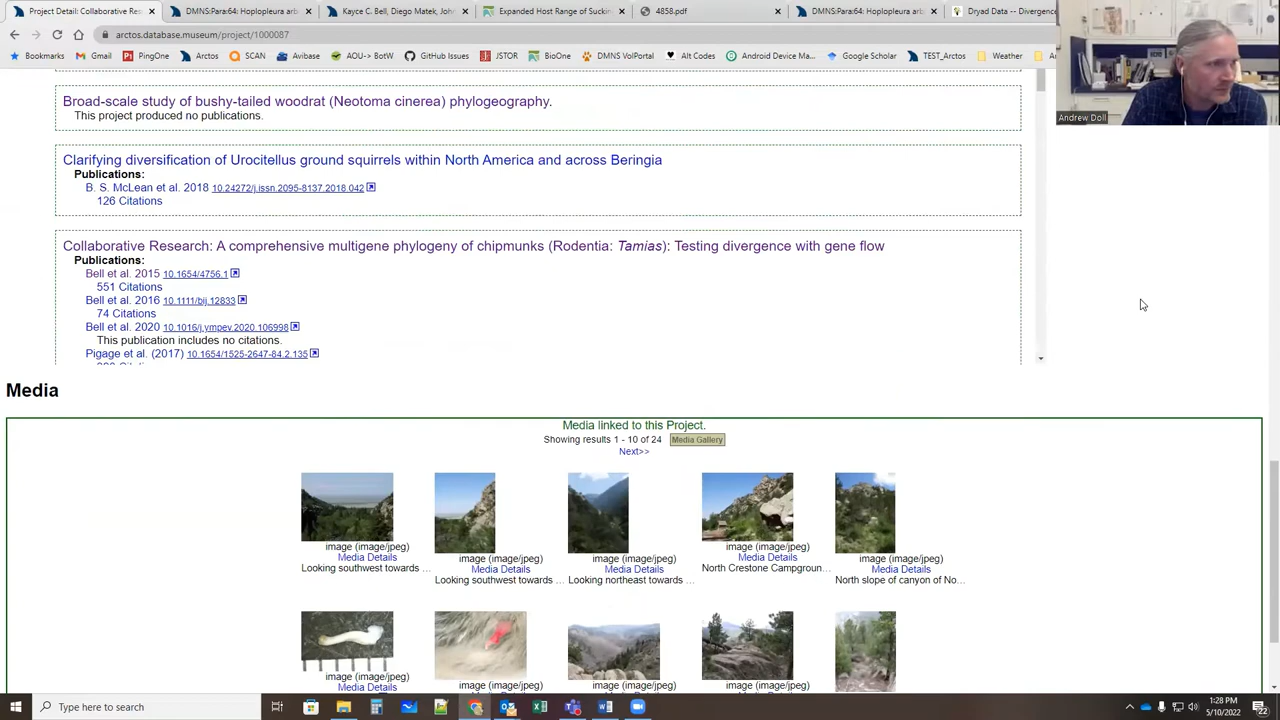 Project Detail: Collaborative Res
DMNS:Para:64: Hoplopleura arb
Kayce C. Bell, Diego Matek, John
Expanded Host Range of Sucking
4858.pdf
DMNS:Para:64: Hoplopleura arb
Dryad Data -- Divergenc
arctos.database.museum/project/1000087
Bookmarks
Gmail
PingOne
Arctos
SCAN
Avibase
AOU-> Berll
GitHub Issues
JSTOR
BioOne
DMNS VolPortal
Alt Codes
Android Device Ma...
Google Scholar
TEST_Arctos
Weather
Andrew Doll
Broad-scale study of bushy-tailed woodrat (Neotoma cinerea) phylogeography.
This project produced no publications.
Clarifying diversification of Urocitellus ground squirrels within North America and across Beringia
Publications:
B. S. McLean et al. 2018 10.24272/j.issn.2095-8137.2018.042
126 Citations
Collaborative Research: A comprehensive multigene phylogeny of chipmunks (Rodentia: Tamias): Testing divergence with gene flow
Publications:
Bell et al. 2015 10.1654/4756.1
551 Citations
Bell et al. 2016 10.1111/bij.12833
74 Citations
Bell et al. 2020 10.1016/j.ympev.2020.106998
This publication includes no citations.
Pigage et al. (2017) 10.1654/1525-2647-84.2.135
Media
Media linked to this Project.
Showing results 1 - 10 of 24 Media Gallery
Next>>
image (image/jpeg)
Media Details
Looking southwest towards ...
image (image/jpeg)
Media Details
Looking southwest towards ...
image (image/jpeg)
Media Details
Looking northeast towards ...
image (image/jpeg)
Media Details
North Crestone Campgroun...
image (image/jpeg)
Media Details
North slope of canyon of No...
image (image/jpeg)
Media Details
image (image/jpeg)
image (image/jpeg)
image (image/jpeg)
image (image/jpeg)
Type here to search
1:28 PM
5/10/2022
22